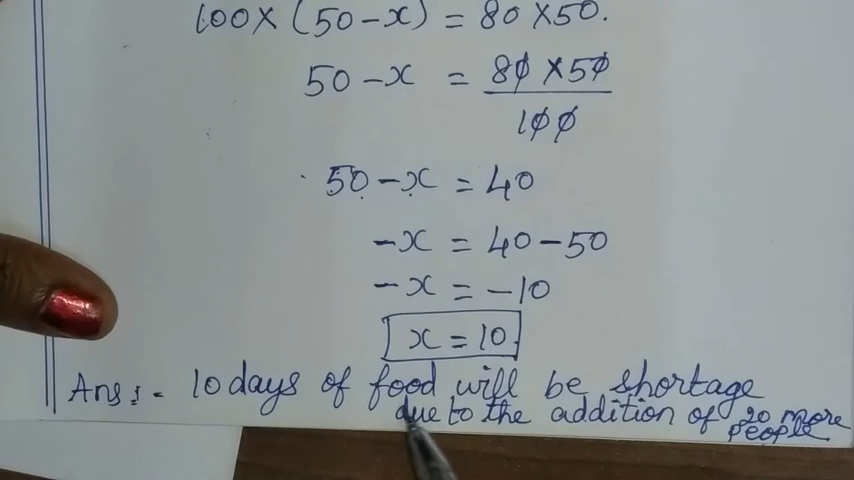 100 × (50 - x) = 80 × 50.
50 - x = 80 × 50 / 100
50 - x = 40
-x = 40 - 50
-x = -10
x = 10
Ans:- 10 days of food will be shortage
due to the addition of 20 more
people